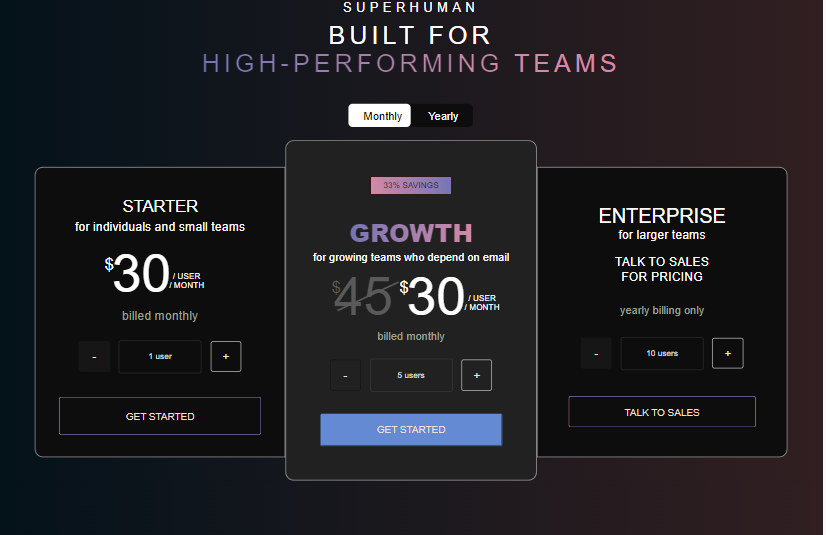 SUPERHUMAN
BUILT FOR
HIGH-PERFORMING TEAMS
Monthly Yearly
STARTER
for individuals and small teams
$30 / USER
/ MONTH
billed monthly
- 1 user +
GET STARTED
33% SAVINGS
GROWTH
for growing teams who depend on email
$45 $30 / USER
/ MONTH
billed monthly
- 5 users +
GET STARTED
ENTERPRISE
for larger teams
TALK TO SALES
FOR PRICING
yearly billing only
- 10 users +
TALK TO SALES